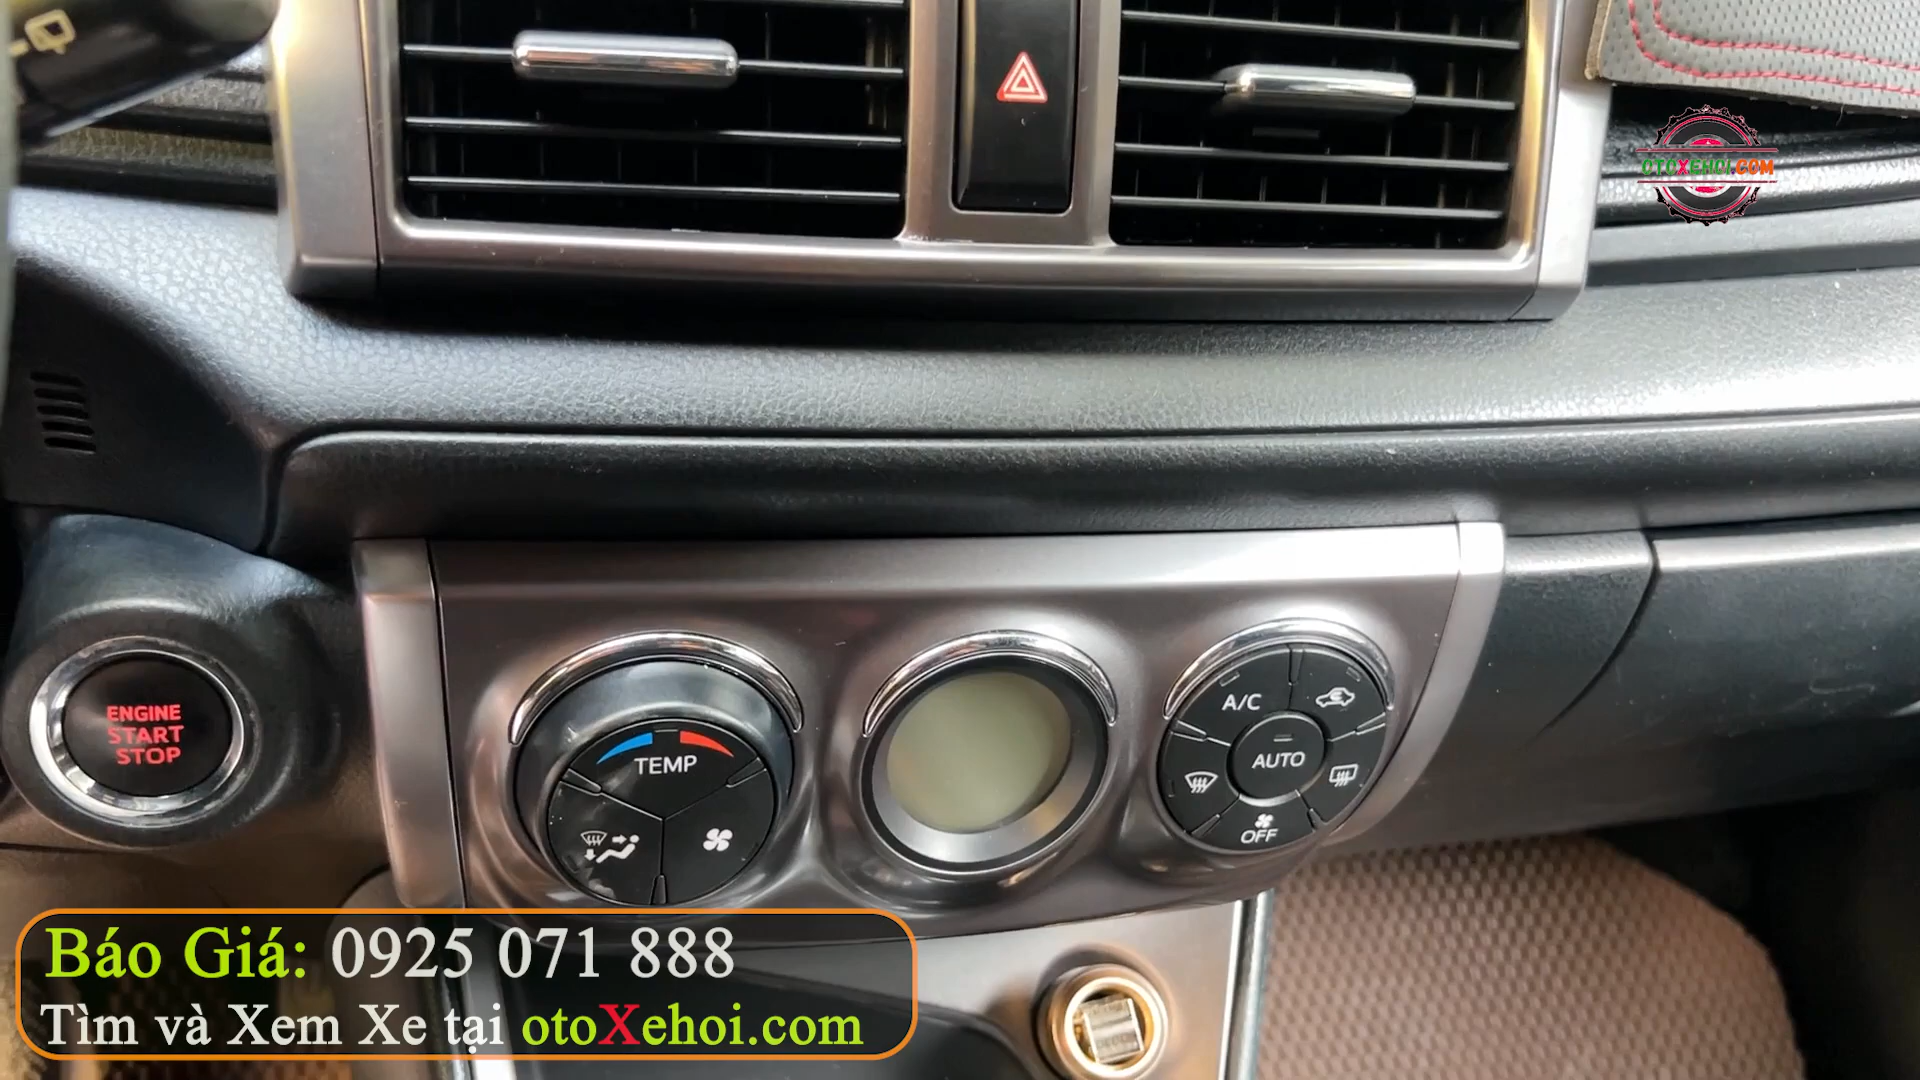 OTOXEHOI.COM
ENGINE
START
STOP
TEMP
A/C
AUTO
OFF
Báo Giá: 0925 071 888
Tìm và Xem Xe tại otoXehoi.com